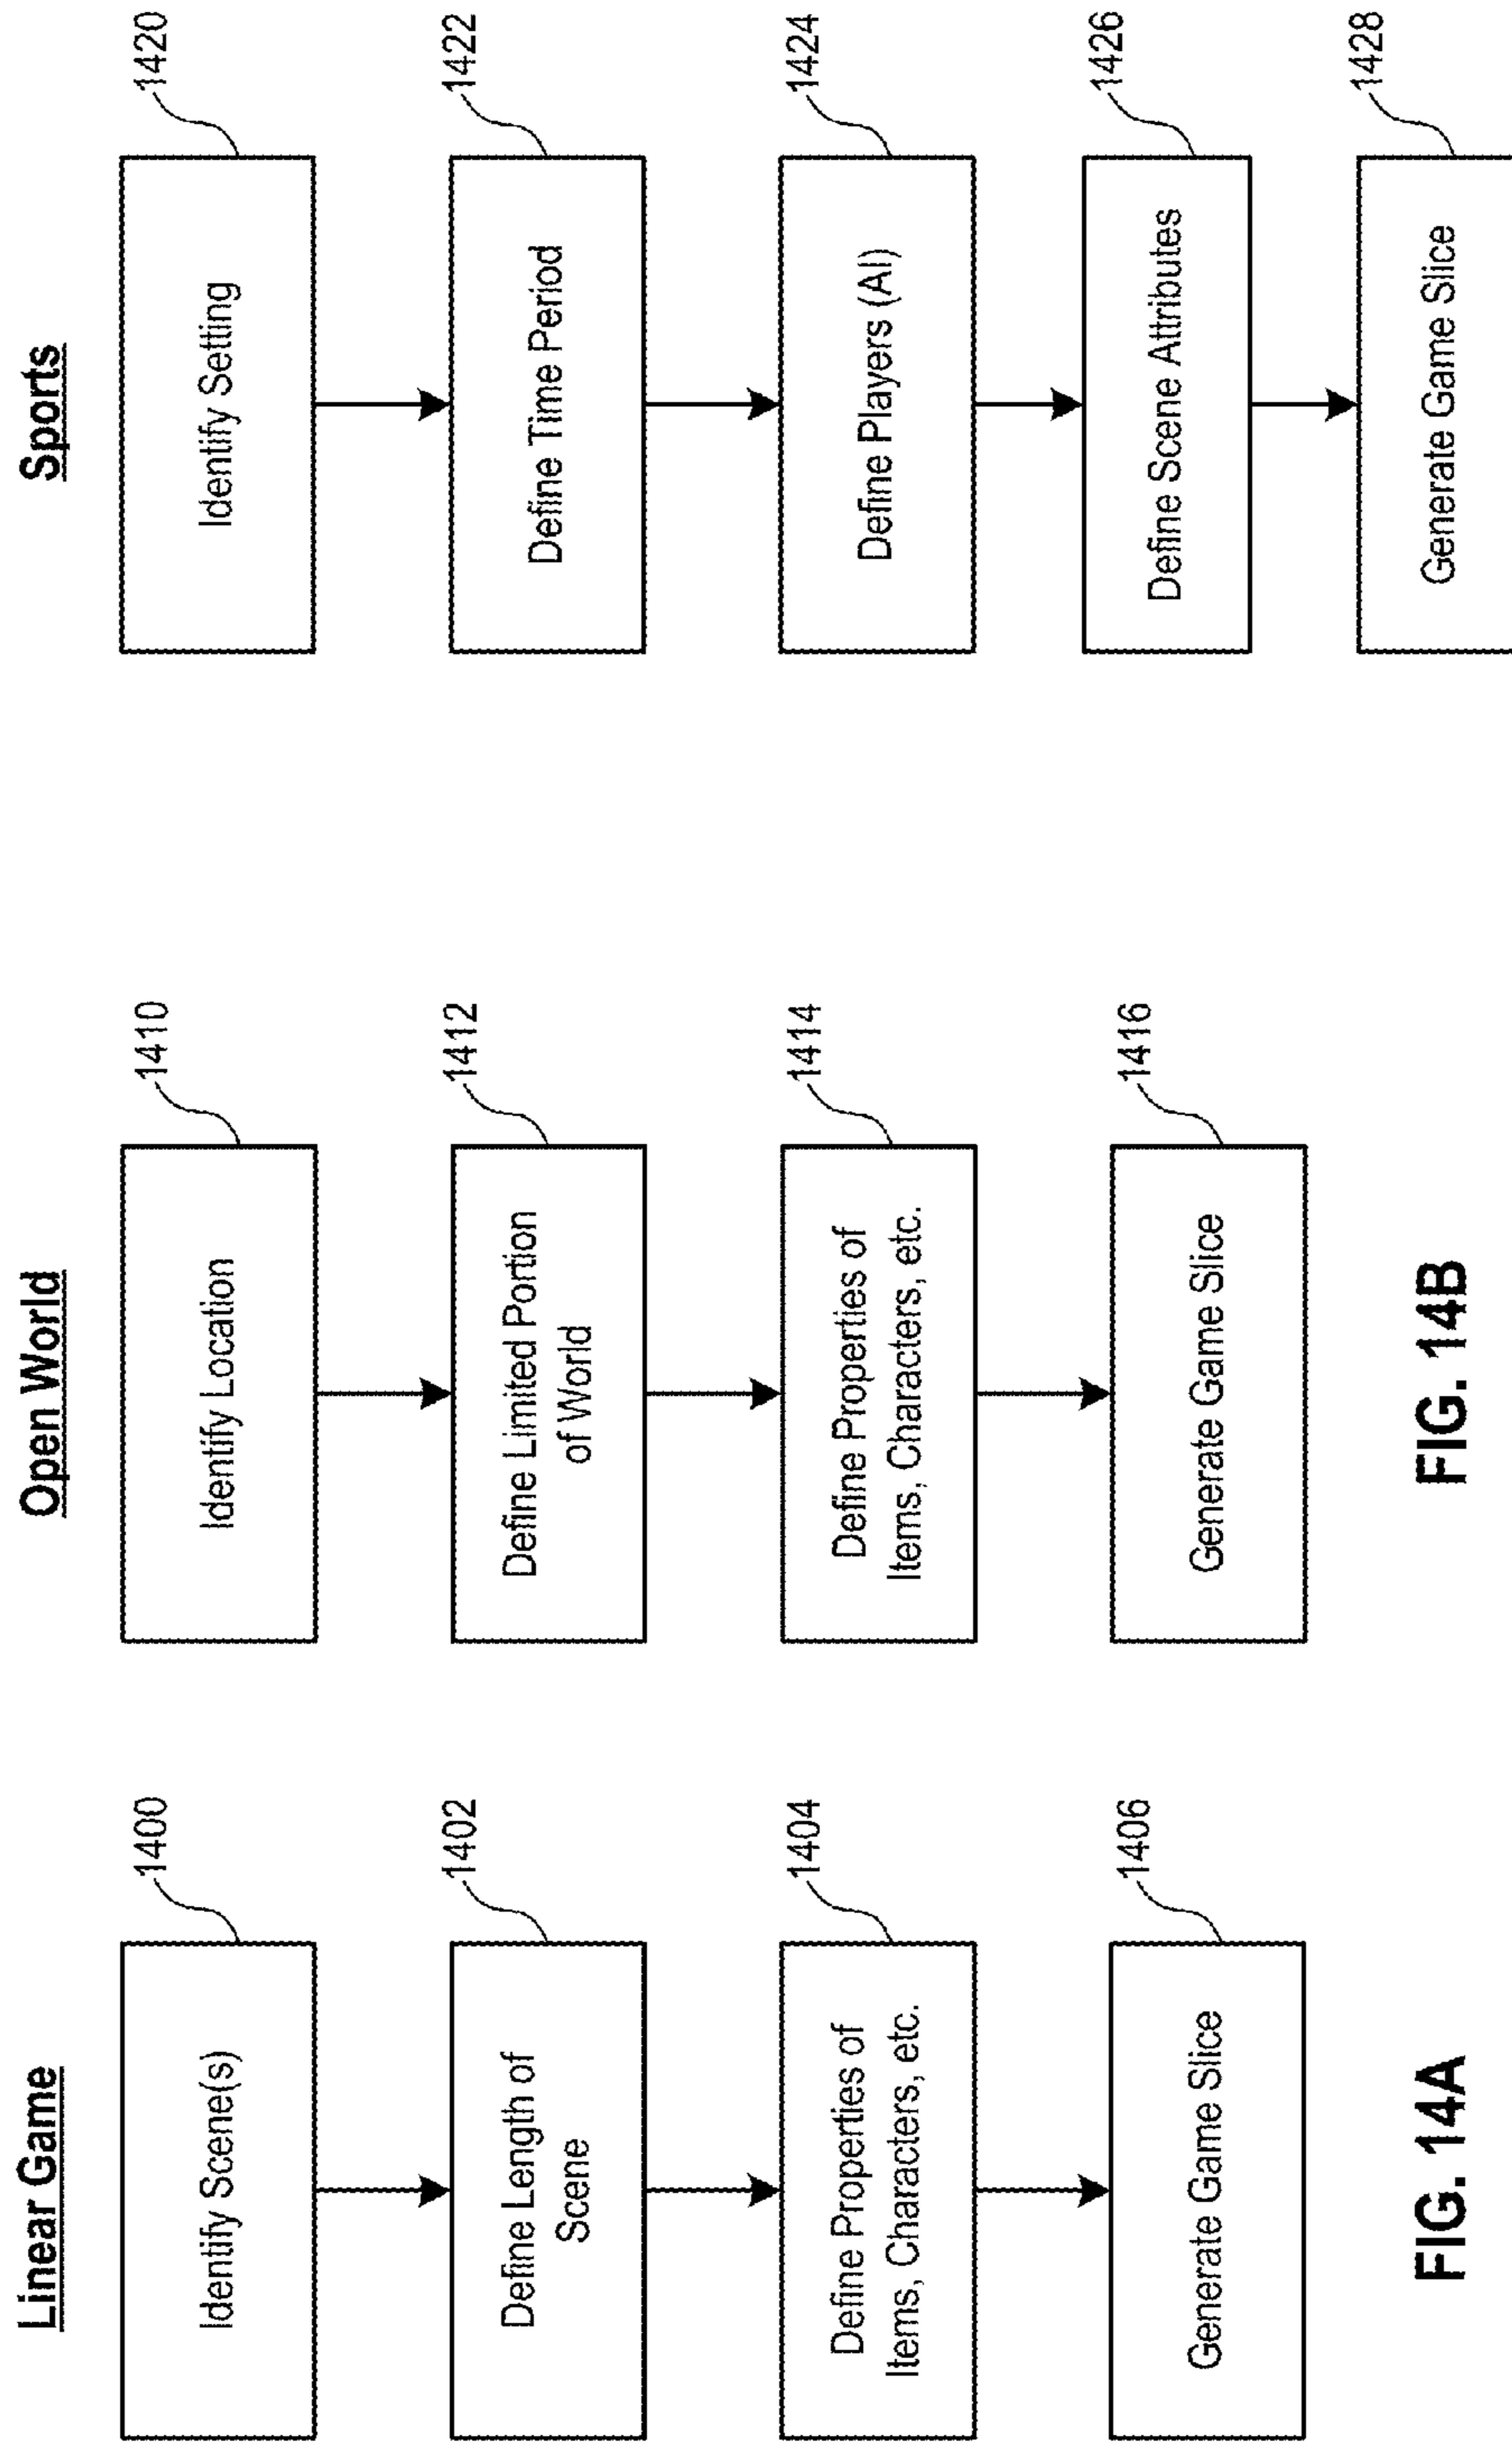 Linear Game
Identify Scene(s)
1400
Define Length of
Scene
1402
Define Properties of
Items, Characters, etc.
1404
Generate Game Slice
1406
FIG. 14A
Open World
Identify Location
1410
Define Limited Portion
of World
1412
Define Properties of
Items, Characters, etc.
1414
Generate Game Slice
1416
FIG. 14B
Sports
Identify Setting
1420
Define Time Period
1422
Define Players (AI)
1424
Define Scene Attributes
1426
Generate Game Slice
1428